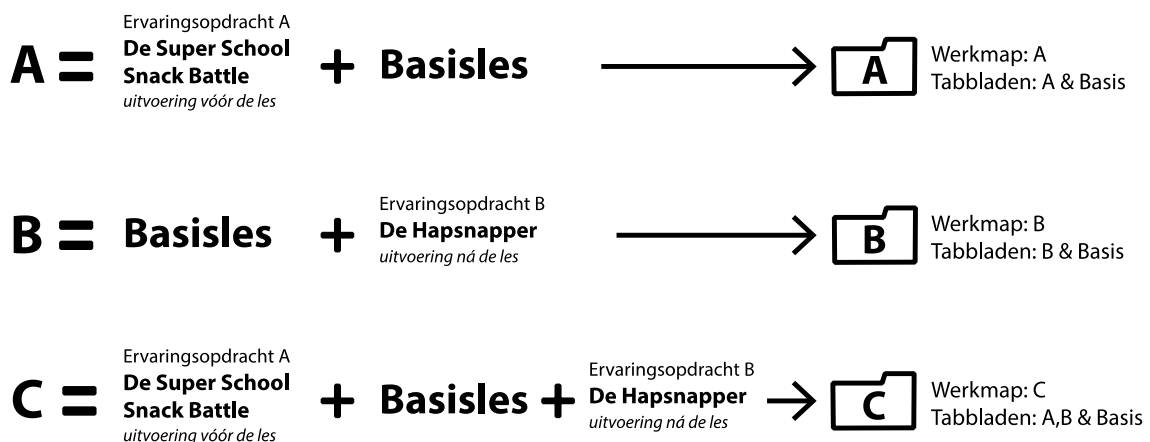 Ervaringsopdracht A
A = De Super School Snack Battle + Basisles → A Werkmap: A
uitvoering vóór de les
Tabbladen: A & Basis
Ervaringsopdracht B
B = Basisles + De Hapsnapper → B Werkmap: B
uitvoering ná de les
Tabbladen: B & Basis
Ervaringsopdracht A
Ervaringsopdracht B
C = De Super School Snack Battle + Basisles + De Hapsnapper → C Werkmap: C
uitvoering vóór de les
uitvoering ná de les
Tabbladen: A,B & Basis